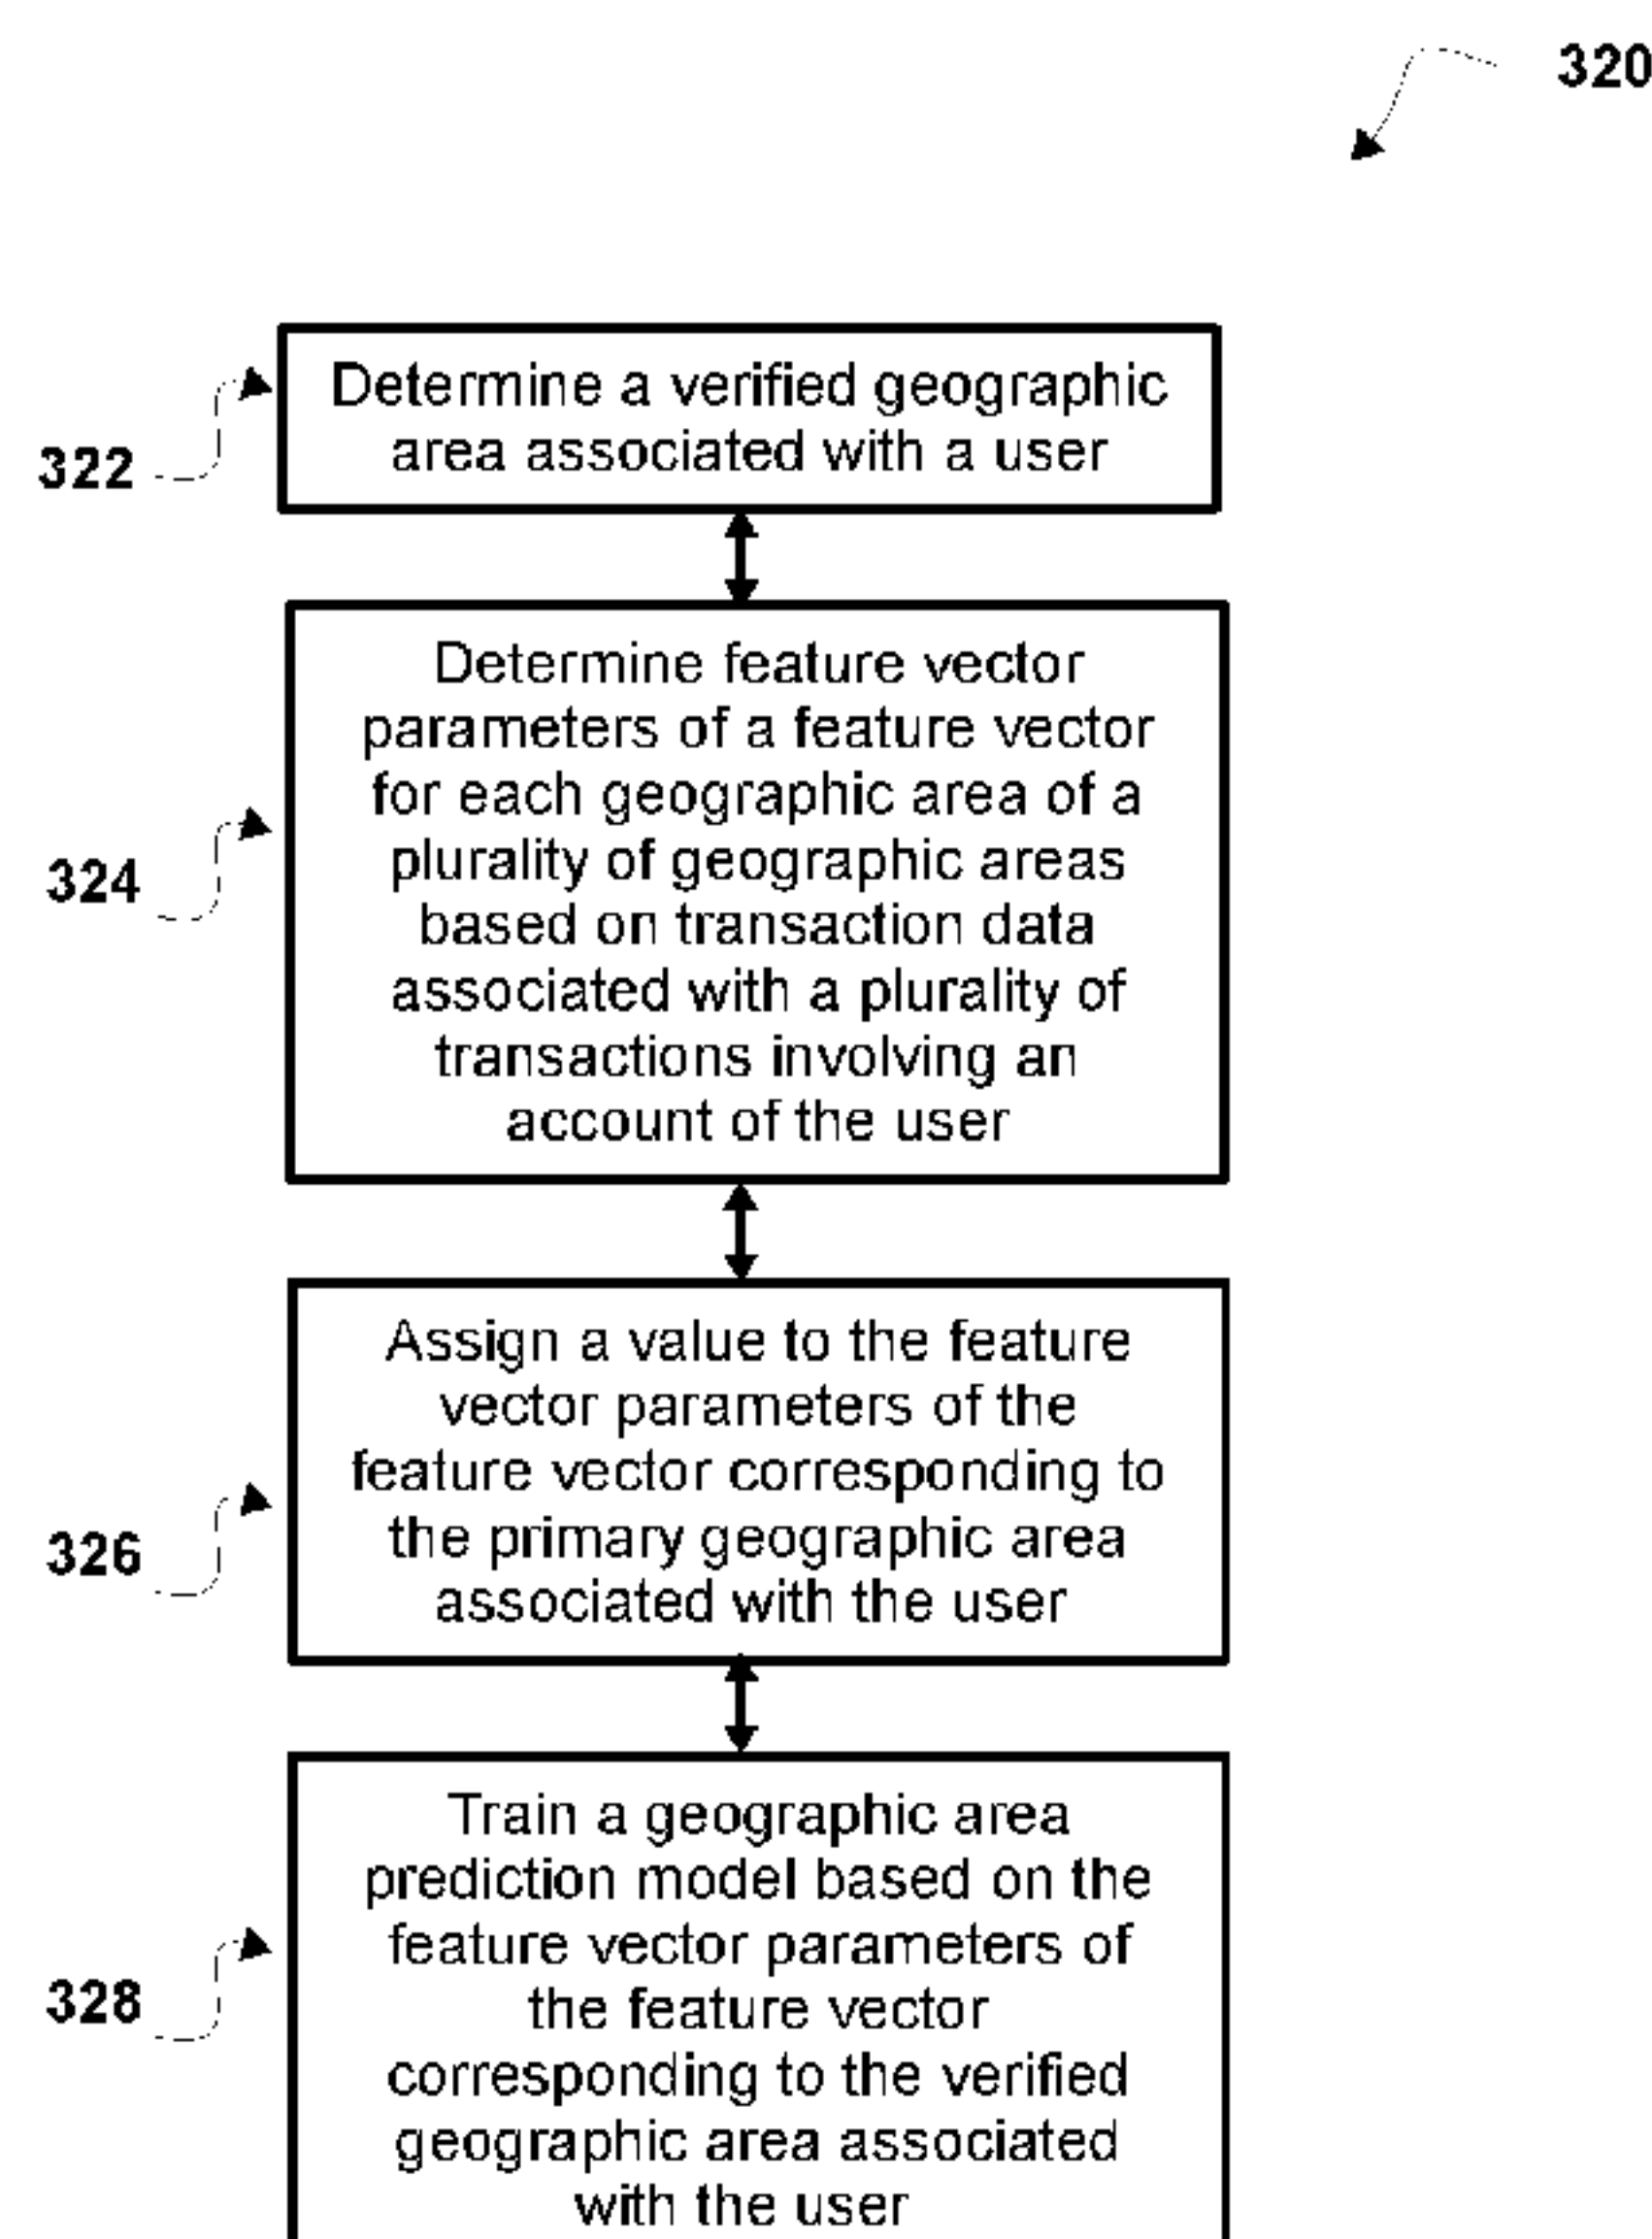 320
Determine a verified geographic
area associated with a user
322
Determine feature vector
parameters of a feature vector
for each geographic area of a
plurality of geographic areas
based on transaction data
associated with a plurality of
transactions involving an
account of the user
324
Assign a value to the feature
vector parameters of the
feature vector corresponding to
the primary geographic area
associated with the user
326
Train a geographic area
prediction model based on the
feature vector parameters of
the feature vector
corresponding to the verified
geographic area associated
with the user
328